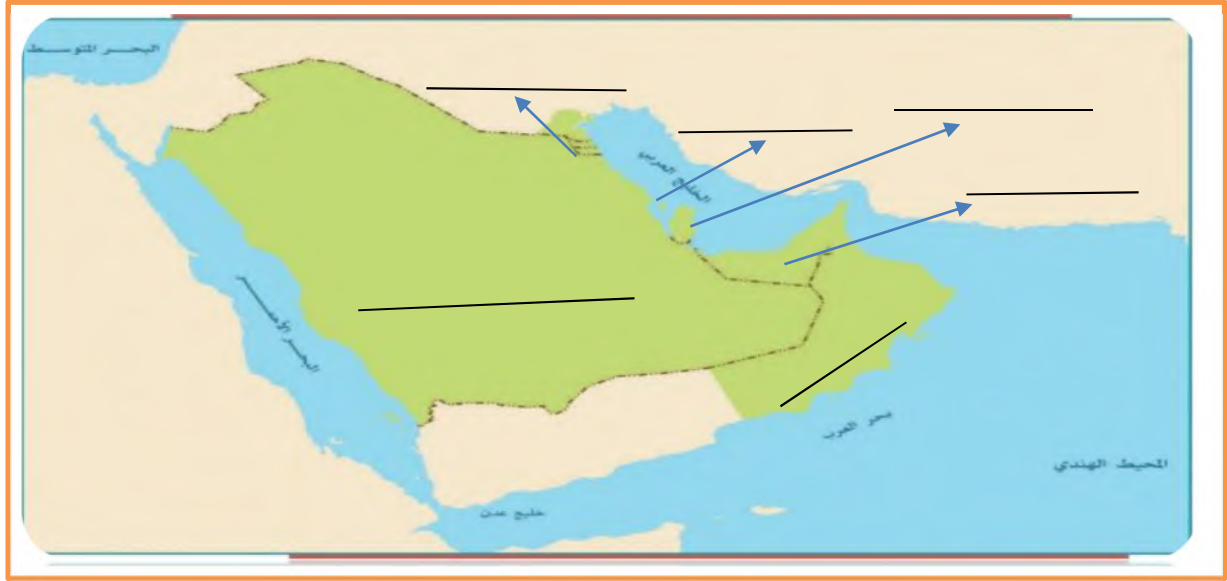 البحر المتوسط
الخليج العربي
البحر الأحمر
بحر العرب
المحيط الهندي
خليج عدن